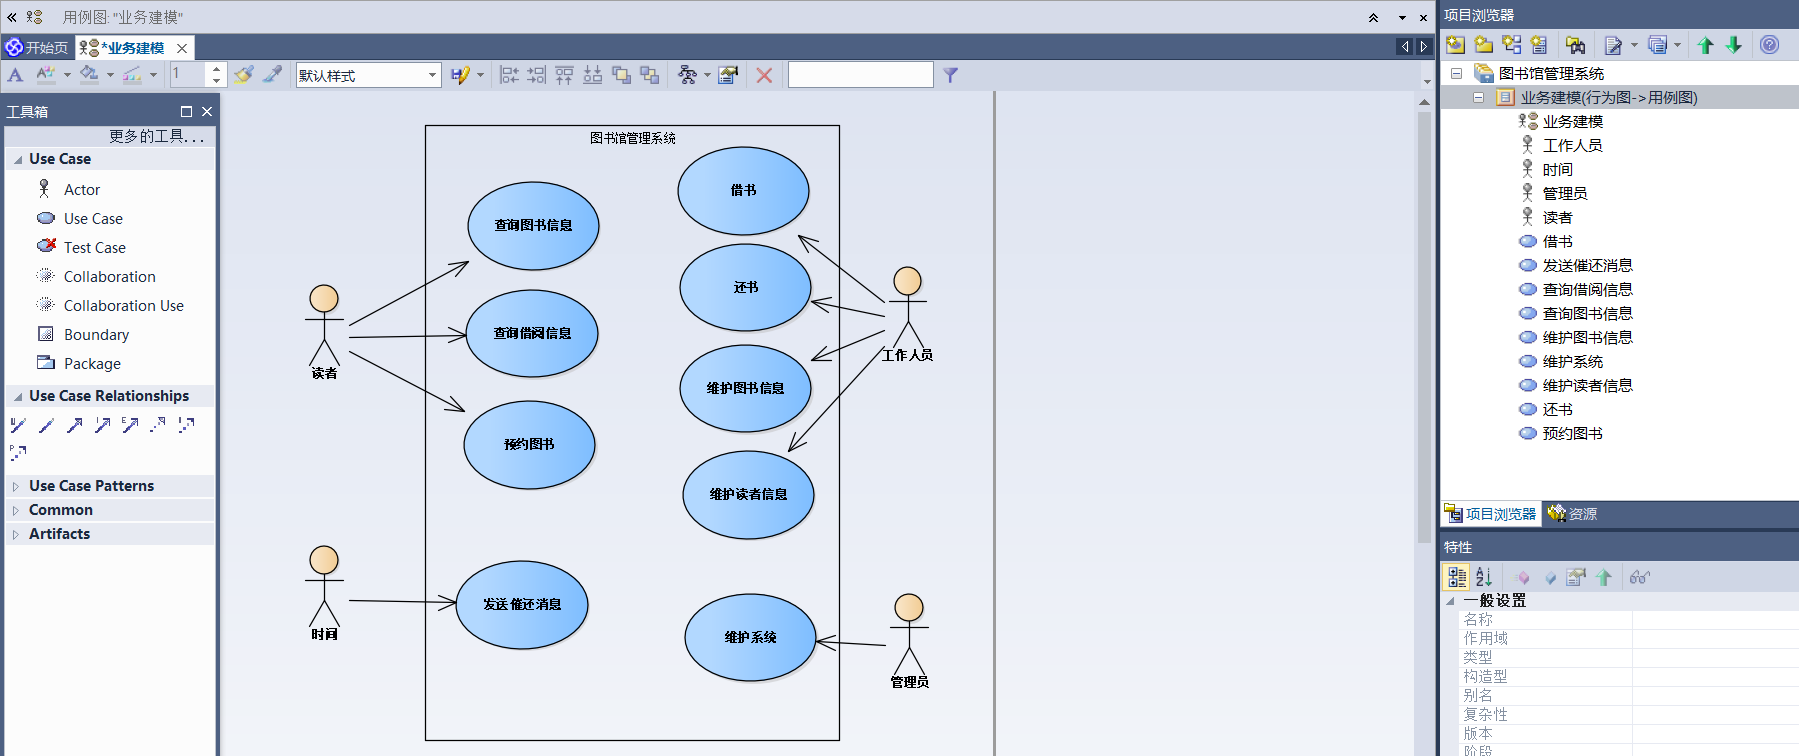 用例图: "业务建模"
开始页
*业务建模
1
默认样式
工具箱
更多的工具...
Use Case
Actor
Use Case
Test Case
Collaboration
Collaboration Use
Boundary
Package
Use Case Relationships
Use Case Patterns
Common
Artifacts
图书馆管理系统
借书
查询图书信息
还书
查询借阅信息
读者
工作人员
维护图书信息
预约图书
维护读者信息
时间
发送催还消息
维护系统
管理员
项目浏览器
图书馆管理系统
业务建模(行为图->用例图)
业务建模
工作人员
时间
管理员
读者
借书
发送催还消息
查询借阅信息
查询图书信息
维护图书信息
维护系统
维护读者信息
还书
预约图书
项目浏览器
资源
特性
一般设置
名称
作用域
类型
构造型
别名
复杂性
版本
阶段